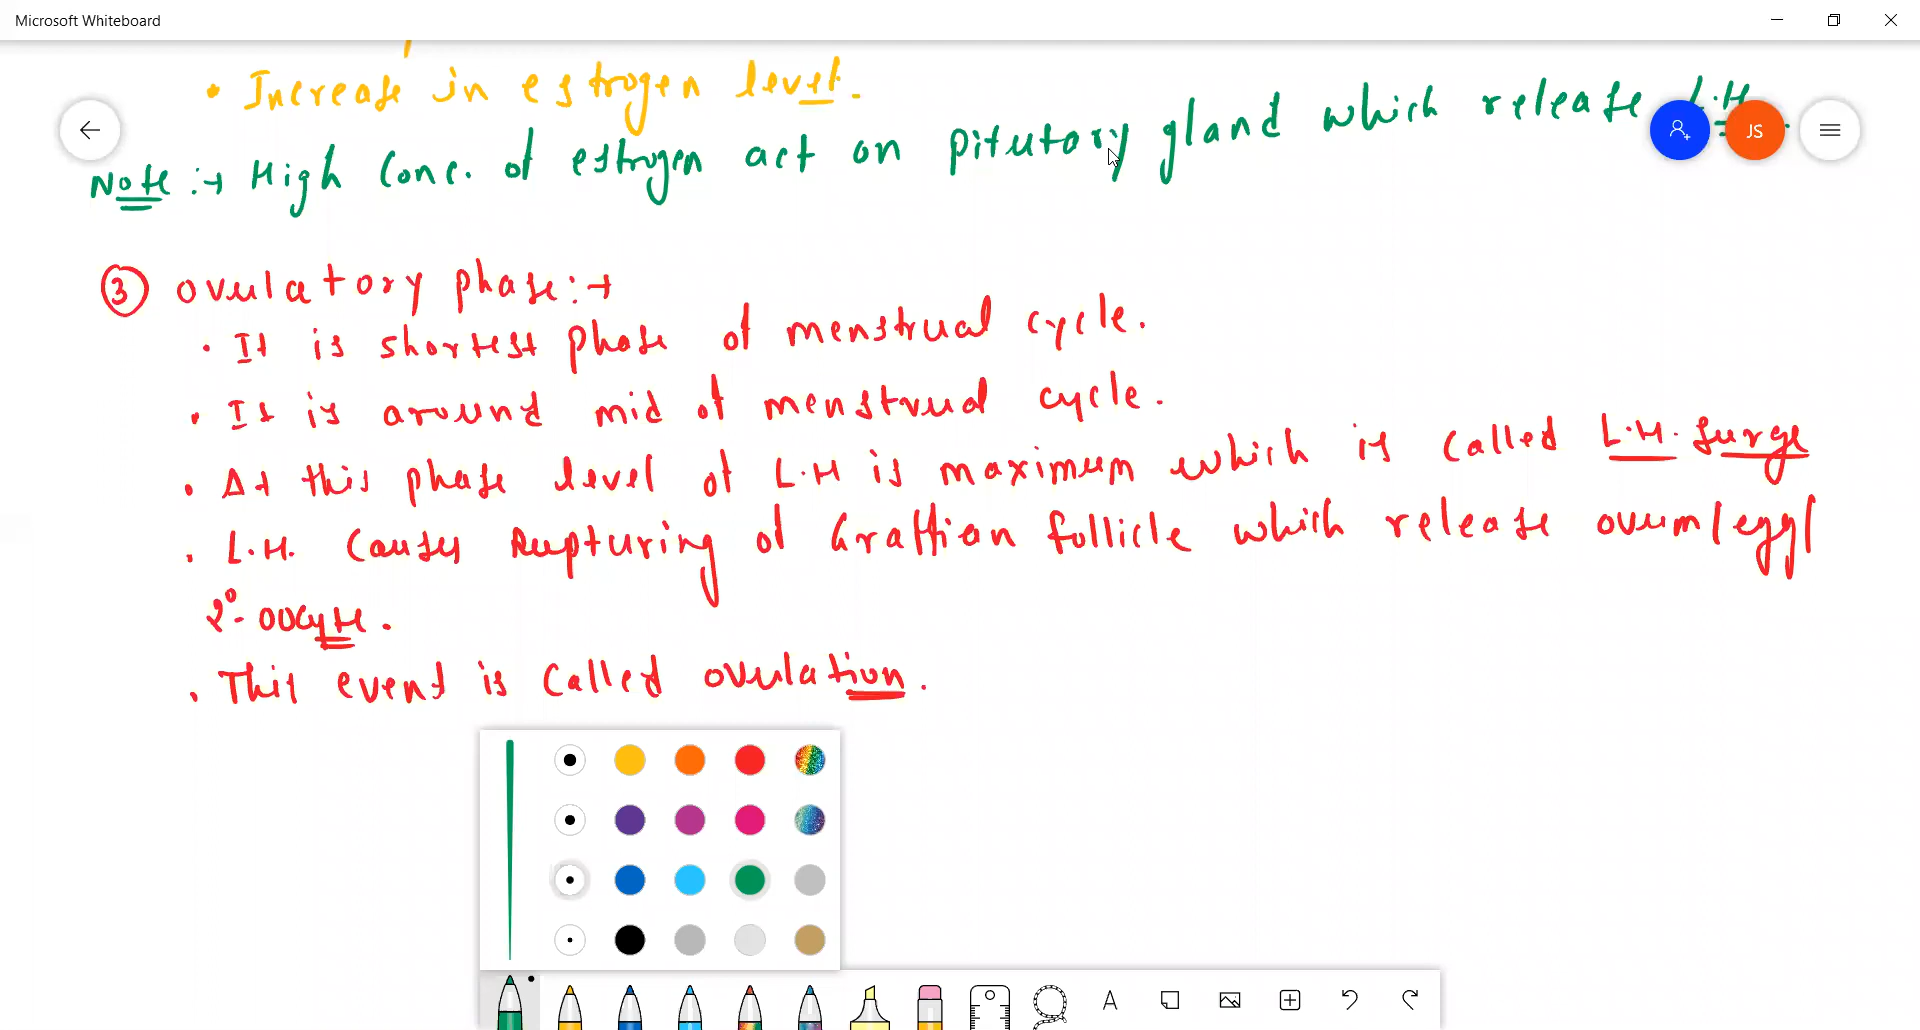 Microsoft Whiteboard
• Increase in estrogen level.
Note :→ High Conc. of estrogen act on pitutory gland which release L.H.
JS
③ ovulatory phase:→
• It is shortest phase of menstrual cycle.
• It is around mid of menstrual cycle.
• At this phase level of L.H is maximum which is called L.H. surge
• L.H. causes Rupturing of Graffian follicle which release ovum/egg/
2°- oocyte.
• This event is called ovulation.
A